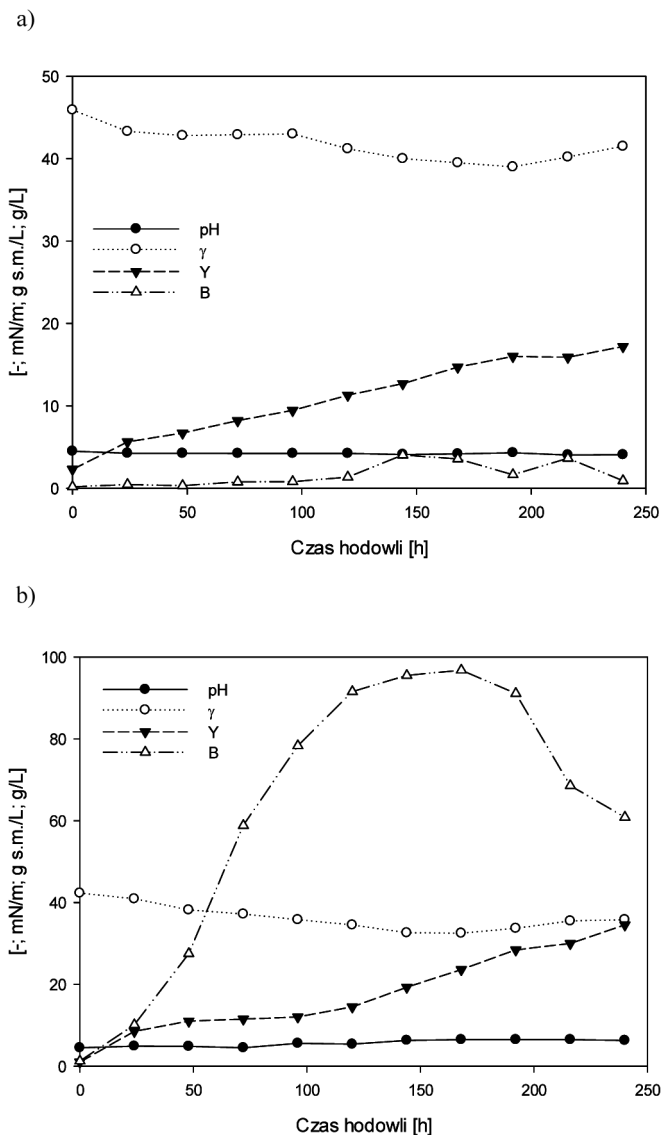 a)
50
40
30
20
10
0
[-; mN/m; g s.m./L; g/L]
pH
γ
Y
B
0 50 100 150 200 250
Czas hodowli [h]
b)
100
80
60
40
20
0
[-; mN/m; g s.m./L; g/L]
pH
γ
Y
B
0 50 100 150 200 250
Czas hodowli [h]